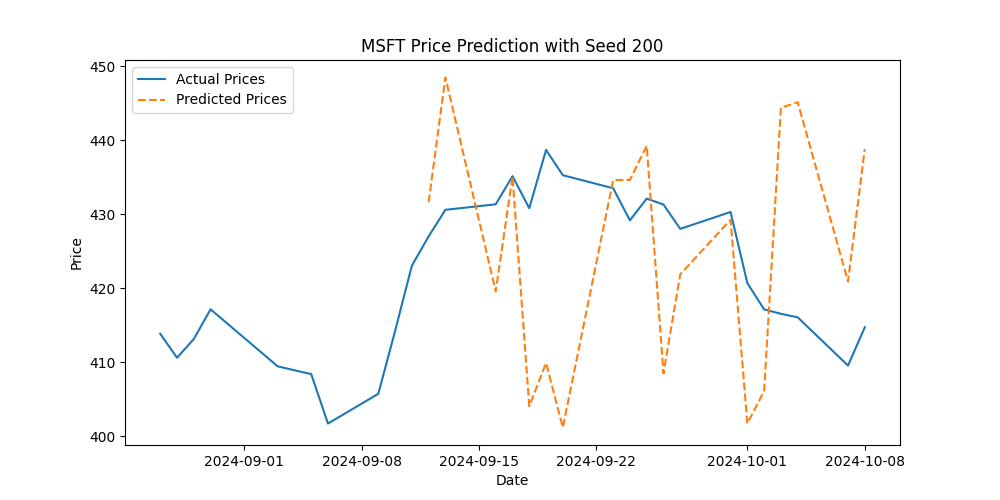 MSFT Price Prediction with Seed 200
Actual Prices
Predicted Prices
450
440
430
420
410
400
Price
2024-09-01 2024-09-08 2024-09-15 2024-09-22 2024-10-01 2024-10-08
Date